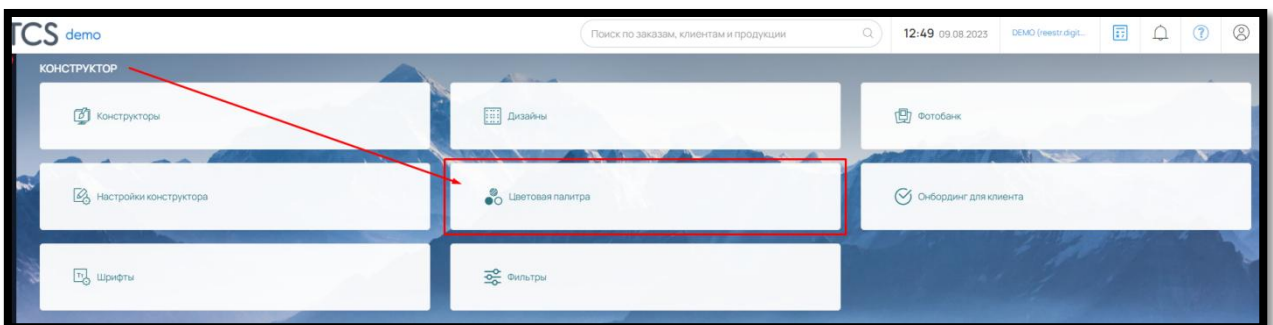 TCS demo
Поиск по заказам, клиентам и продукции
12:49 09.08.2023
DEMO (reestr.digit...
КОНСТРУКТОР
Конструкторы
Дизайны
Фотобанк
Настройки конструктора
Цветовая палитра
Онбординг для клиента
Шрифты
Фильтры